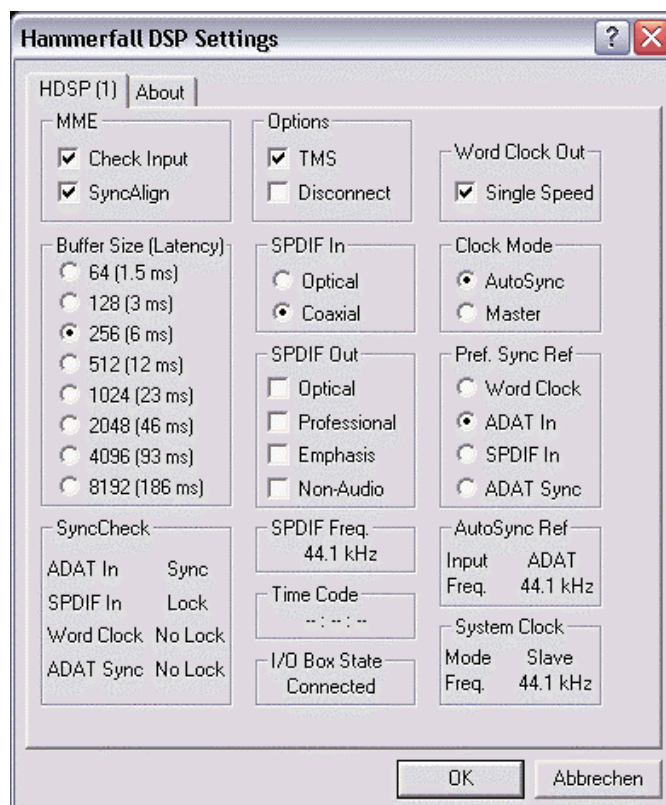 Hammerfall DSP Settings
HDSP (1)
About
MME
Check Input
SyncAlign
Options
TMS
Disconnect
Word Clock Out
Single Speed
Buffer Size (Latency)
64 (1.5 ms)
128 (3 ms)
256 (6 ms)
512 (12 ms)
1024 (23 ms)
2048 (46 ms)
4096 (93 ms)
8192 (186 ms)
SPDIF In
Optical
Coaxial
Clock Mode
AutoSync
Master
SPDIF Out
Optical
Professional
Emphasis
Non-Audio
Pref. Sync Ref
Word Clock
ADAT In
SPDIF In
ADAT Sync
SyncCheck
ADAT In Sync
SPDIF In Lock
Word Clock No Lock
ADAT Sync No Lock
SPDIF Freq.
44.1 kHz
Time Code
-- : -- : --
I/O Box State
Connected
AutoSync Ref
Input ADAT
Freq. 44.1 kHz
System Clock
Mode Slave
Freq. 44.1 kHz
OK
Abbrechen